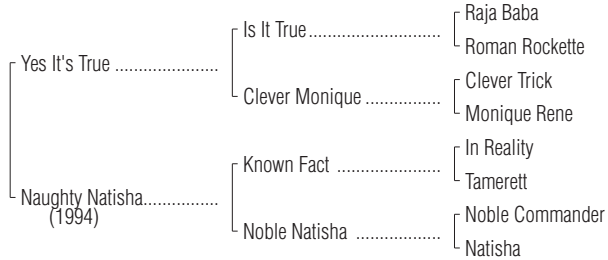 Raja Baba
Is It True..............................
Roman Rockette
Yes It's True .......................
Clever Trick
Clever Monique .................
Monique Rene
In Reality
Known Fact .......................
Tamerett
Naughty Natisha.................
(1994)
Noble Commander
Noble Natisha ...................
Natisha